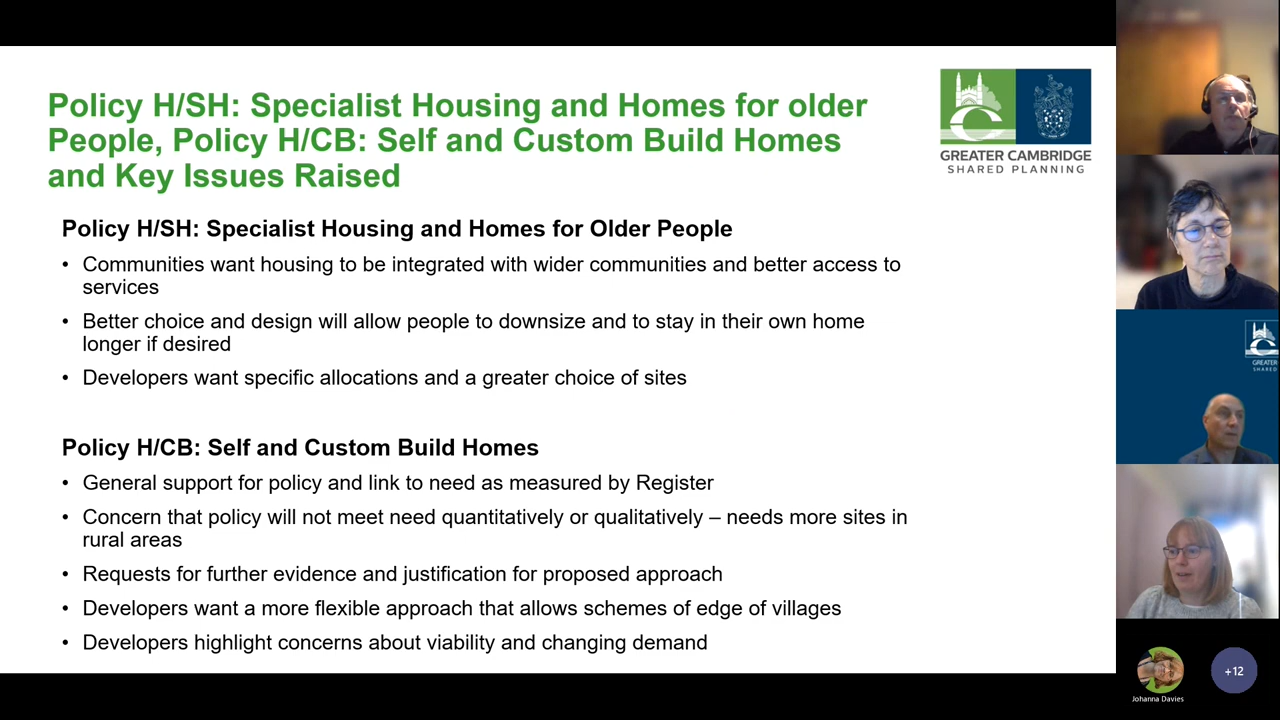 Policy H/SH: Specialist Housing and Homes for older
People, Policy H/CB: Self and Custom Build Homes
and Key Issues Raised
GREATER CAMBRIDGE
SHARED PLANNING
Policy H/SH: Specialist Housing and Homes for Older People
• Communities want housing to be integrated with wider communities and better access to
services
• Better choice and design will allow people to downsize and to stay in their own home
longer if desired
• Developers want specific allocations and a greater choice of sites
Policy H/CB: Self and Custom Build Homes
• General support for policy and link to need as measured by Register
• Concern that policy will not meet need quantitatively or qualitatively – needs more sites in
rural areas
• Requests for further evidence and justification for proposed approach
• Developers want a more flexible approach that allows schemes of edge of villages
• Developers highlight concerns about viability and changing demand
GREATER
SHARED
Johanna Davies
+12